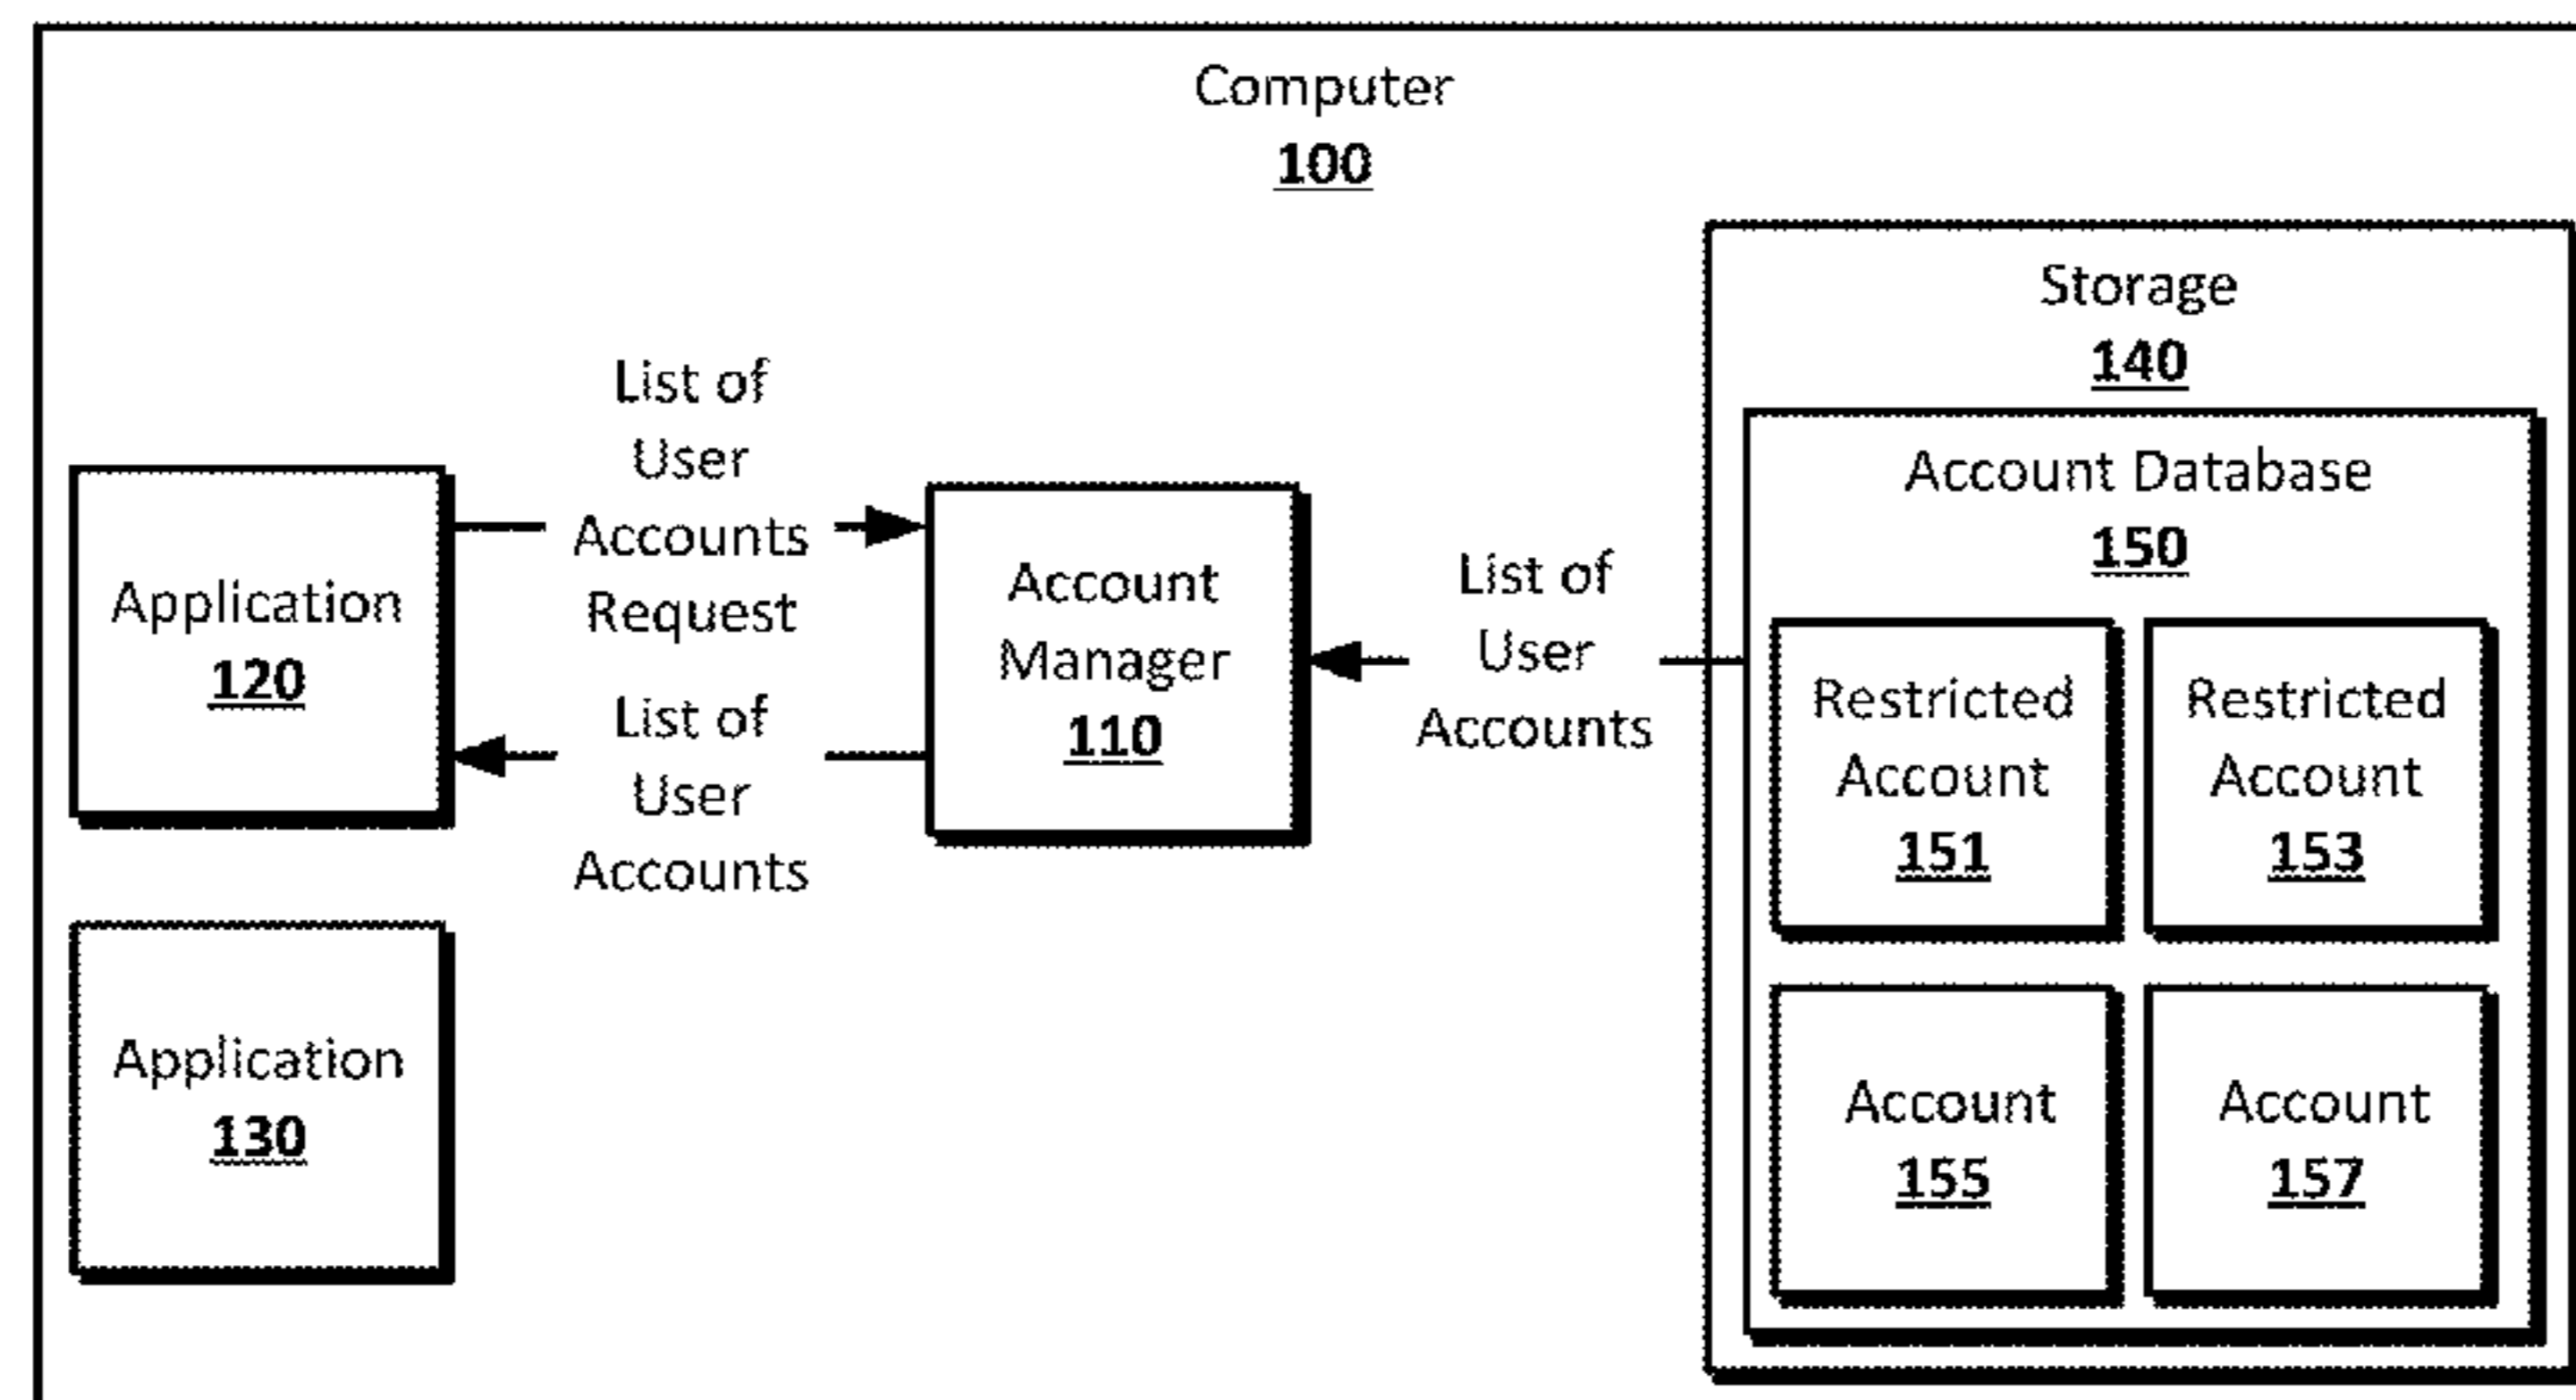 Computer
100
Application
120
List of
User
Accounts
Request
List of
User
Accounts
Account
Manager
110
List of
User
Accounts
Storage
140
Account Database
150
Restricted
Account
151
Restricted
Account
153
Account
155
Account
157
Application
130